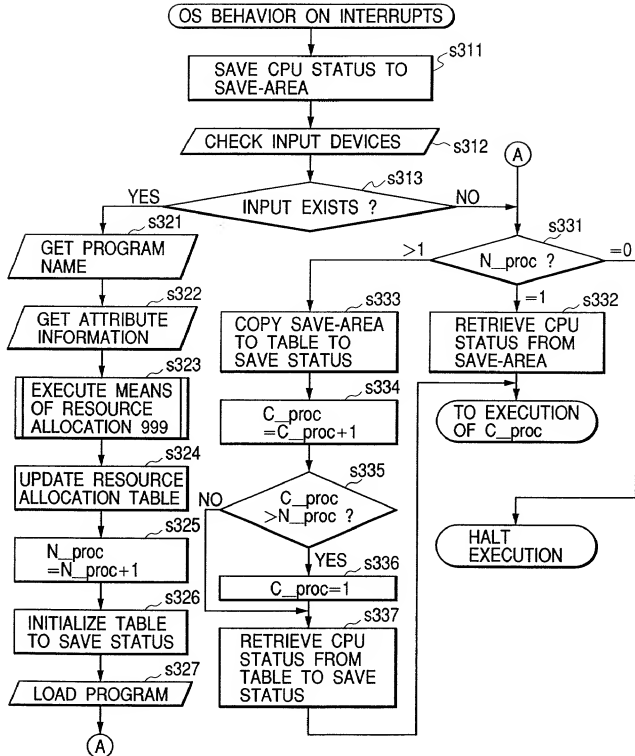 OS BEHAVIOR ON INTERRUPTS
s311
SAVE CPU STATUS TO
SAVE-AREA
CHECK INPUT DEVICES
s312
A
s313
YES
INPUT EXISTS ?
NO
s321
GET PROGRAM
NAME
s331
>1
N_proc ?
=0
=1
s322
GET ATTRIBUTE
INFORMATION
s333
COPY SAVE-AREA
TO TABLE TO
SAVE STATUS
s332
RETRIEVE CPU
STATUS FROM
SAVE-AREA
s323
EXECUTE MEANS
OF RESOURCE
ALLOCATION 999
s334
C_proc
=C_proc+1
TO EXECUTION
OF C_proc
s324
UPDATE RESOURCE
ALLOCATION TABLE
s335
NO
C_proc
>N_proc ?
YES
s325
N_proc
=N_proc+1
HALT
EXECUTION
s336
C_proc=1
s326
INITIALIZE TABLE
TO SAVE STATUS
s337
RETRIEVE CPU
STATUS FROM
TABLE TO SAVE
STATUS
s327
LOAD PROGRAM
A